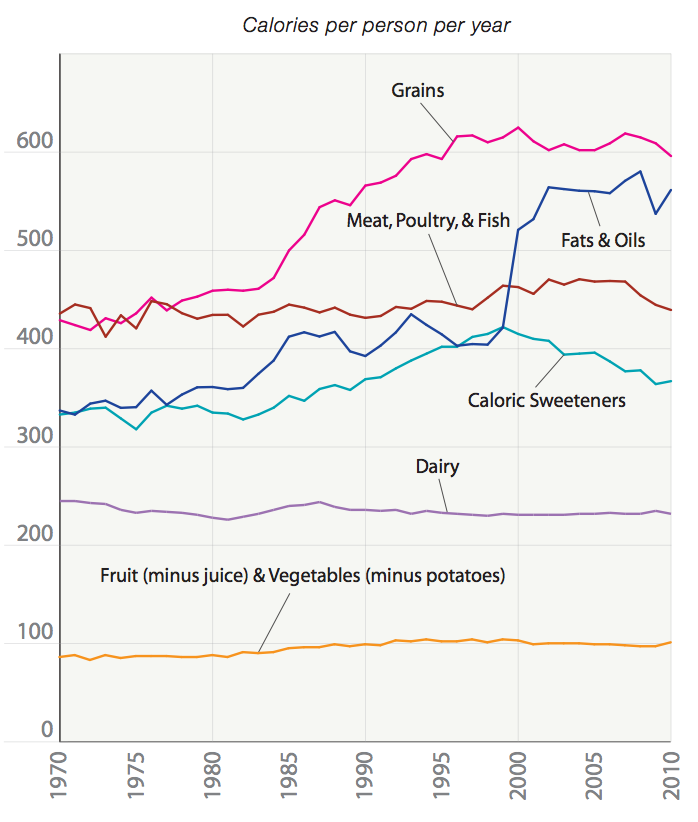 Calories per person per year
Grains
600
Meat, Poultry, & Fish
500
Fats & Oils
400
Caloric Sweeteners
300
Dairy
200
Fruit (minus juice) & Vegetables (minus potatoes)
100
0
1970
1975
1980
1985
1990
1995
2000
2005
2010